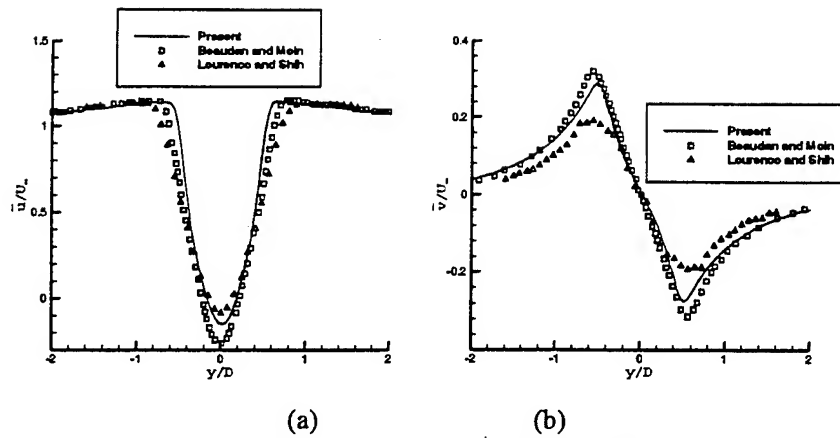 Present
Beaudan and Moin
Lourenco and Shih
1.5
1
0.5
0
ū/U∞
-2
-1
0
1
2
y/D
(a)
Present
Beaudan and Moin
Lourenco and Shih
0.4
0.2
0
-0.2
v̄/U∞
-2
-1
0
1
2
y/D
(b)